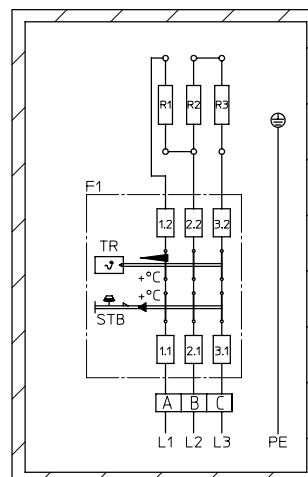 R1 R2 R3
F1
1.2 2.2 3.2
TR
ϑ
+°C
+°C
STB
1.1 2.1 3.1
A B C
L1 L2 L3 PE